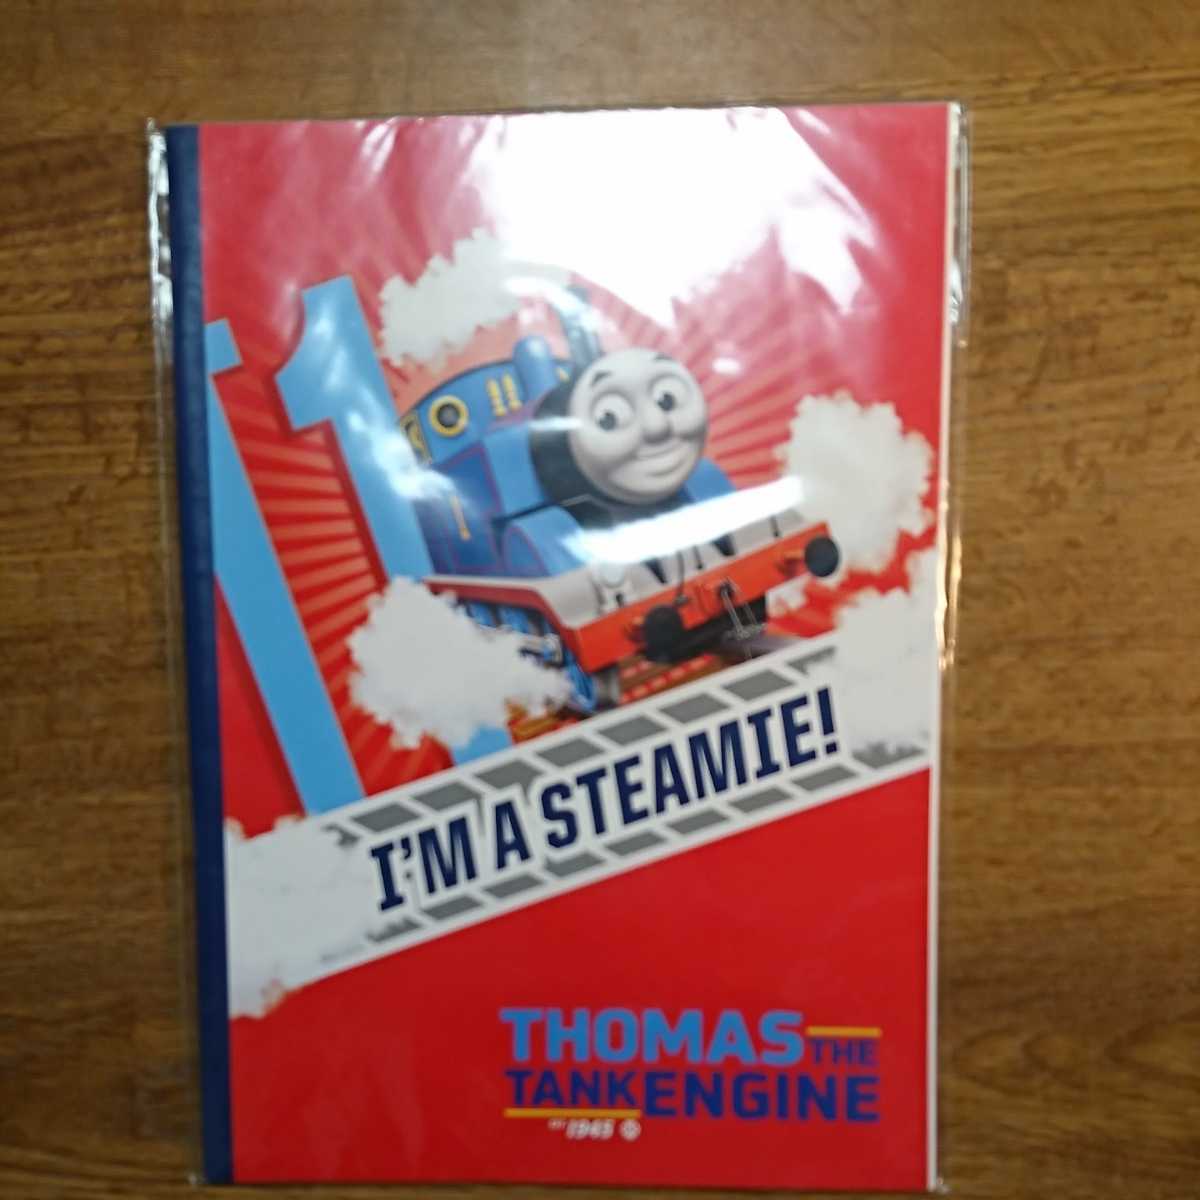 1
I'M A STEAMIE!
THOMAS THE
TANK ENGINE
1945